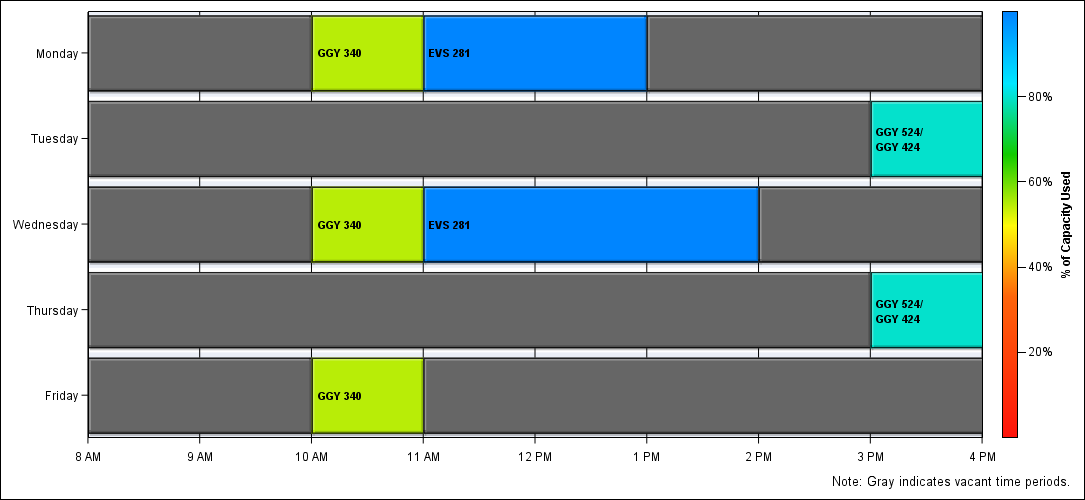 Monday
GGY 340
EVS 281
Tuesday
GGY 524/
GGY 424
Wednesday
GGY 340
EVS 281
Thursday
GGY 524/
GGY 424
Friday
GGY 340
8 AM
9 AM
10 AM
11 AM
12 PM
1 PM
2 PM
3 PM
4 PM
80%
60%
40%
20%
% of Capacity Used
Note: Gray indicates vacant time periods.